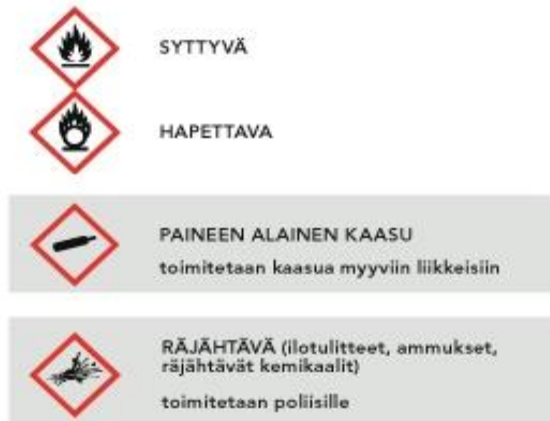 SYTTYVÄ
HAPETTAVA
PAINEEN ALAINEN KAASU
toimitetaan kaasua myyviin liikkeisiin
RÄJÄHTÄVÄ (ilotulitteet, ammukset,
räjähtävät kemikaalit)
toimitetaan poliisille